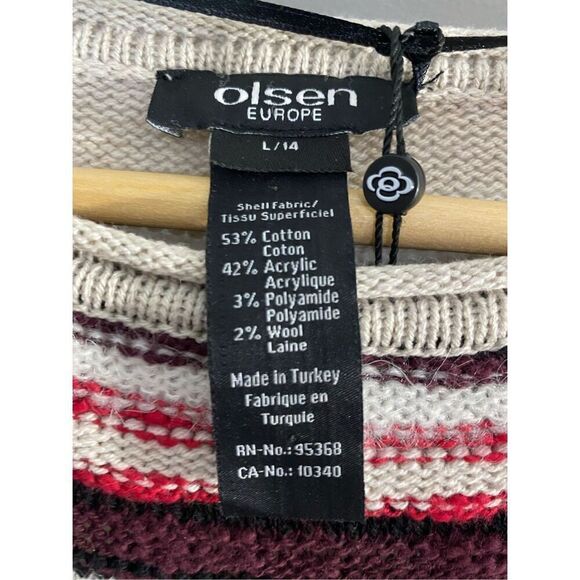 olsen
EUROPE
L/14
Shell Fabric/
Tissu Superficiel
53% Cotton
Coton
42% Acrylic
Acrylique
3% Polyamide
Polyamide
2% Wool
Laine
Made in Turkey
Fabrique en
Turquie
RN-No.: 95368
CA-No.: 10340